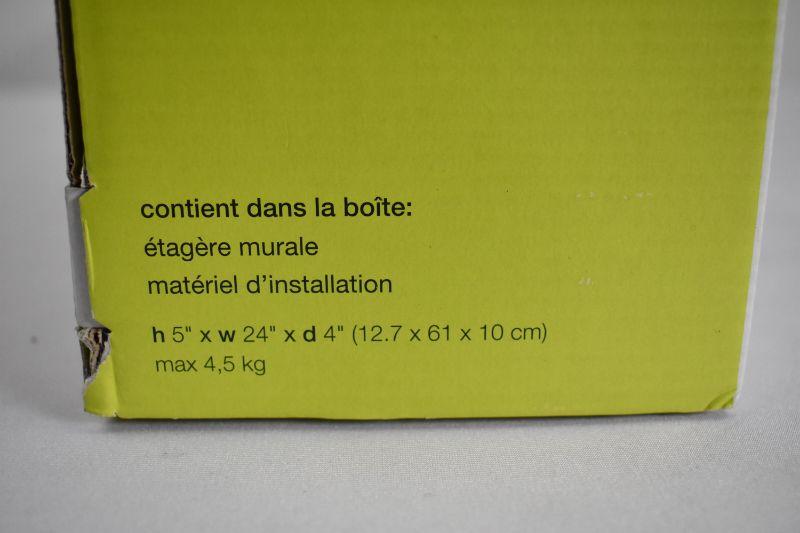 contient dans la boîte:
étagère murale
matériel d'installation
h 5" x w 24" x d 4" (12.7 x 61 x 10 cm)
max 4,5 kg